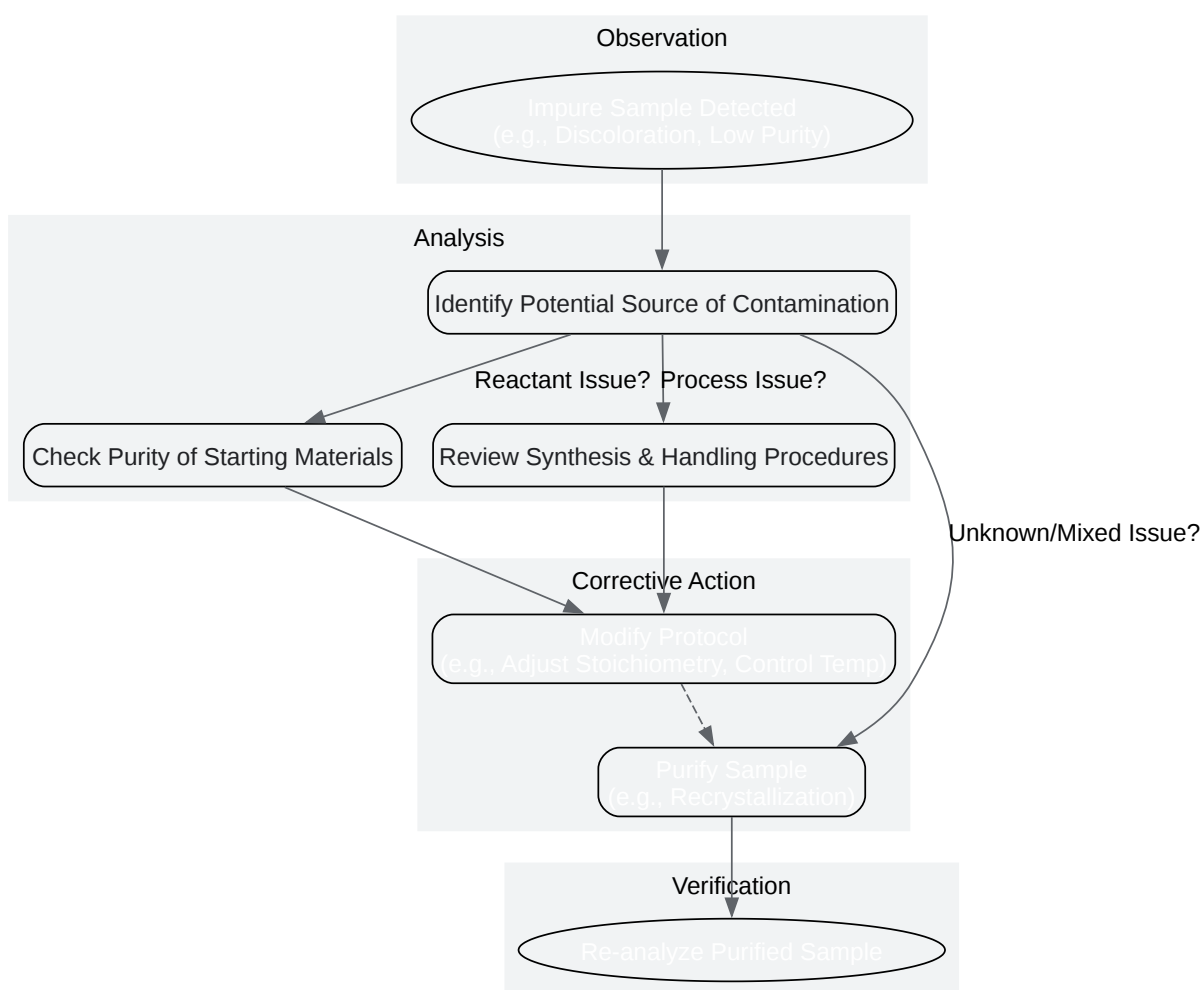 Observation
Impure Sample Detected
(e.g., Discoloration, Low Purity)
Analysis
Identify Potential Source of Contamination
Reactant Issue?
Process Issue?
Check Purity of Starting Materials
Review Synthesis & Handling Procedures
Unknown/Mixed Issue?
Corrective Action
Modify Protocol
(e.g., Adjust Stoichiometry, Control Temp)
Purify Sample
(e.g., Recrystallization)
Verification
Re-analyze Purified Sample